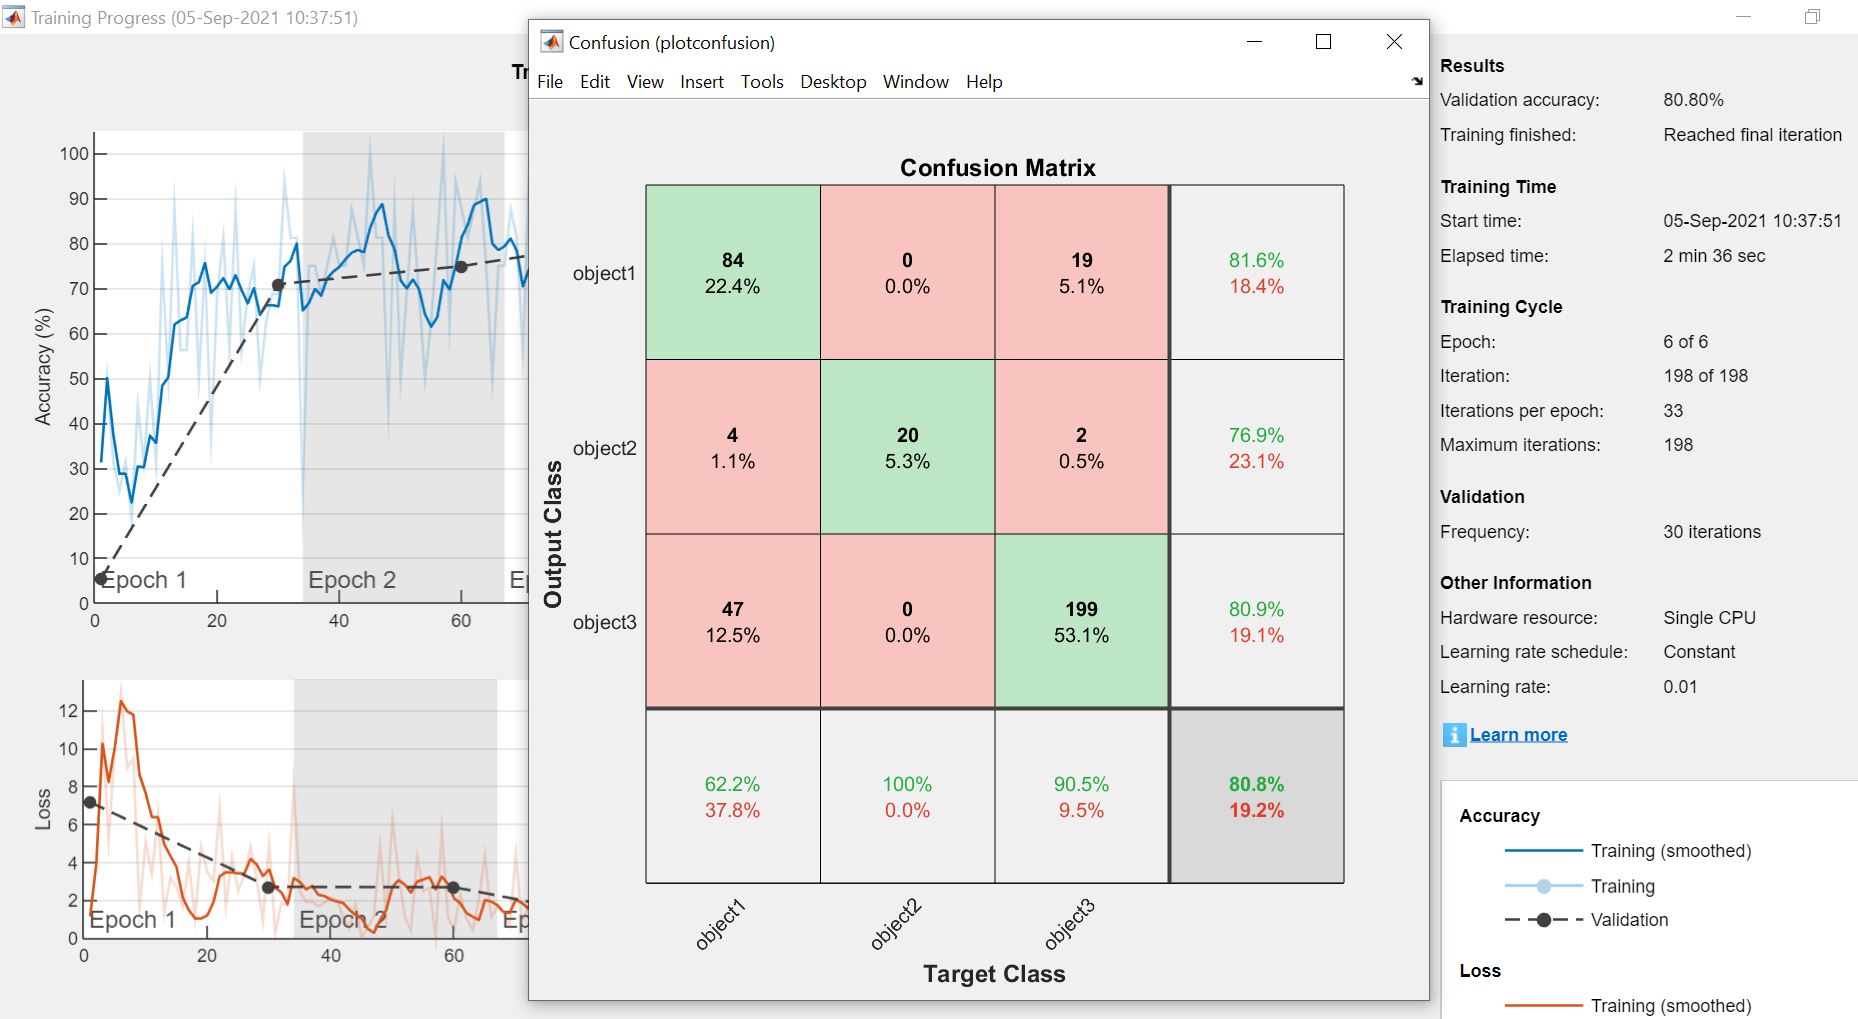 Training Progress (05-Sep-2021 10:37:51)
Confusion (plotconfusion)
File Edit View Insert Tools Desktop Window Help
Accuracy (%)
100
90
80
70
60
50
40
30
20
10
0
Epoch 1
Epoch 2
0
20
40
60
Loss
12
10
8
6
4
2
0
Epoch 1
Epoch 2
0
20
40
60
Confusion Matrix
Output Class
object1
84
22.4%
0
0.0%
19
5.1%
81.6%
18.4%
object2
4
1.1%
20
5.3%
2
0.5%
76.9%
23.1%
object3
47
12.5%
0
0.0%
199
53.1%
80.9%
19.1%
62.2%
37.8%
100%
0.0%
90.5%
9.5%
80.8%
19.2%
object1
object2
object3
Target Class
Results
Validation accuracy: 80.80%
Training finished: Reached final iteration
Training Time
Start time: 05-Sep-2021 10:37:51
Elapsed time: 2 min 36 sec
Training Cycle
Epoch: 6 of 6
Iteration: 198 of 198
Iterations per epoch: 33
Maximum iterations: 198
Validation
Frequency: 30 iterations
Other Information
Hardware resource: Single CPU
Learning rate schedule: Constant
Learning rate: 0.01
i Learn more
Accuracy
Training (smoothed)
Training
Validation
Loss
Training (smoothed)